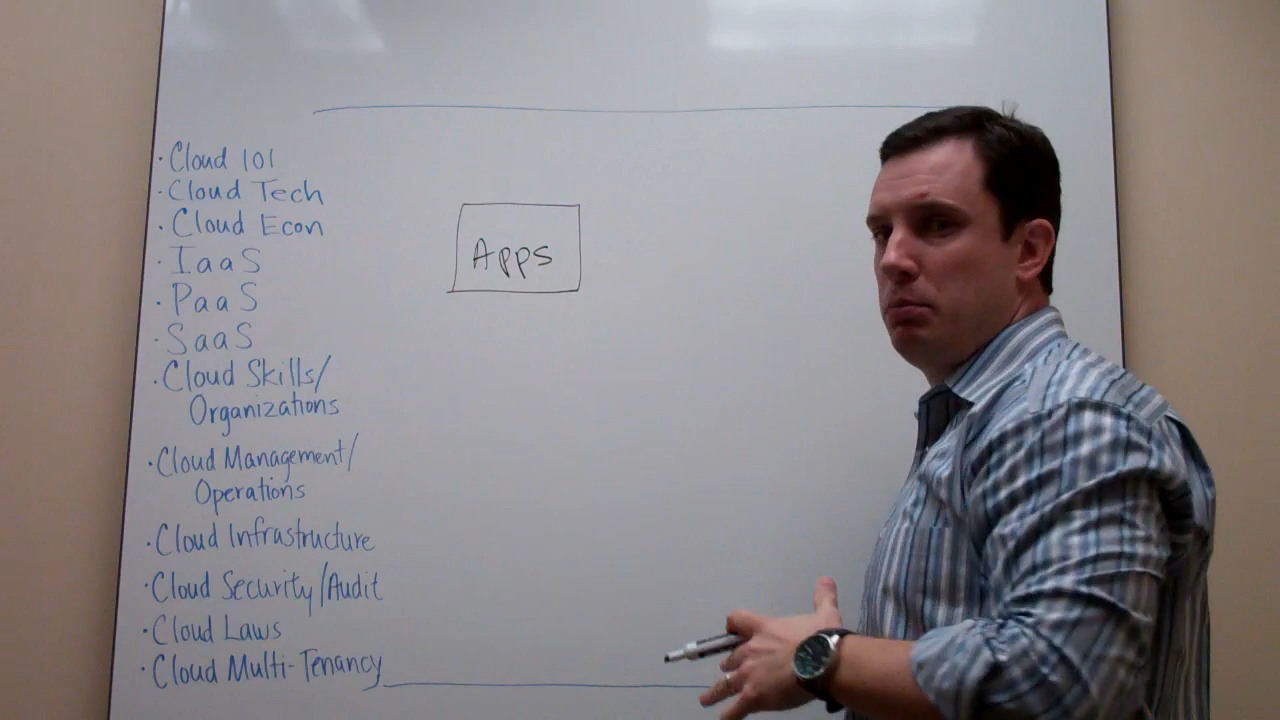 · Cloud 101
· Cloud Tech
· Cloud Econ
· IaaS
· PaaS
· SaaS
· Cloud Skills/
Organizations
· Cloud Management/
Operations
· Cloud Infrastructure
· Cloud Security/Audit
· Cloud Laws
· Cloud Multi-Tenancy
Apps